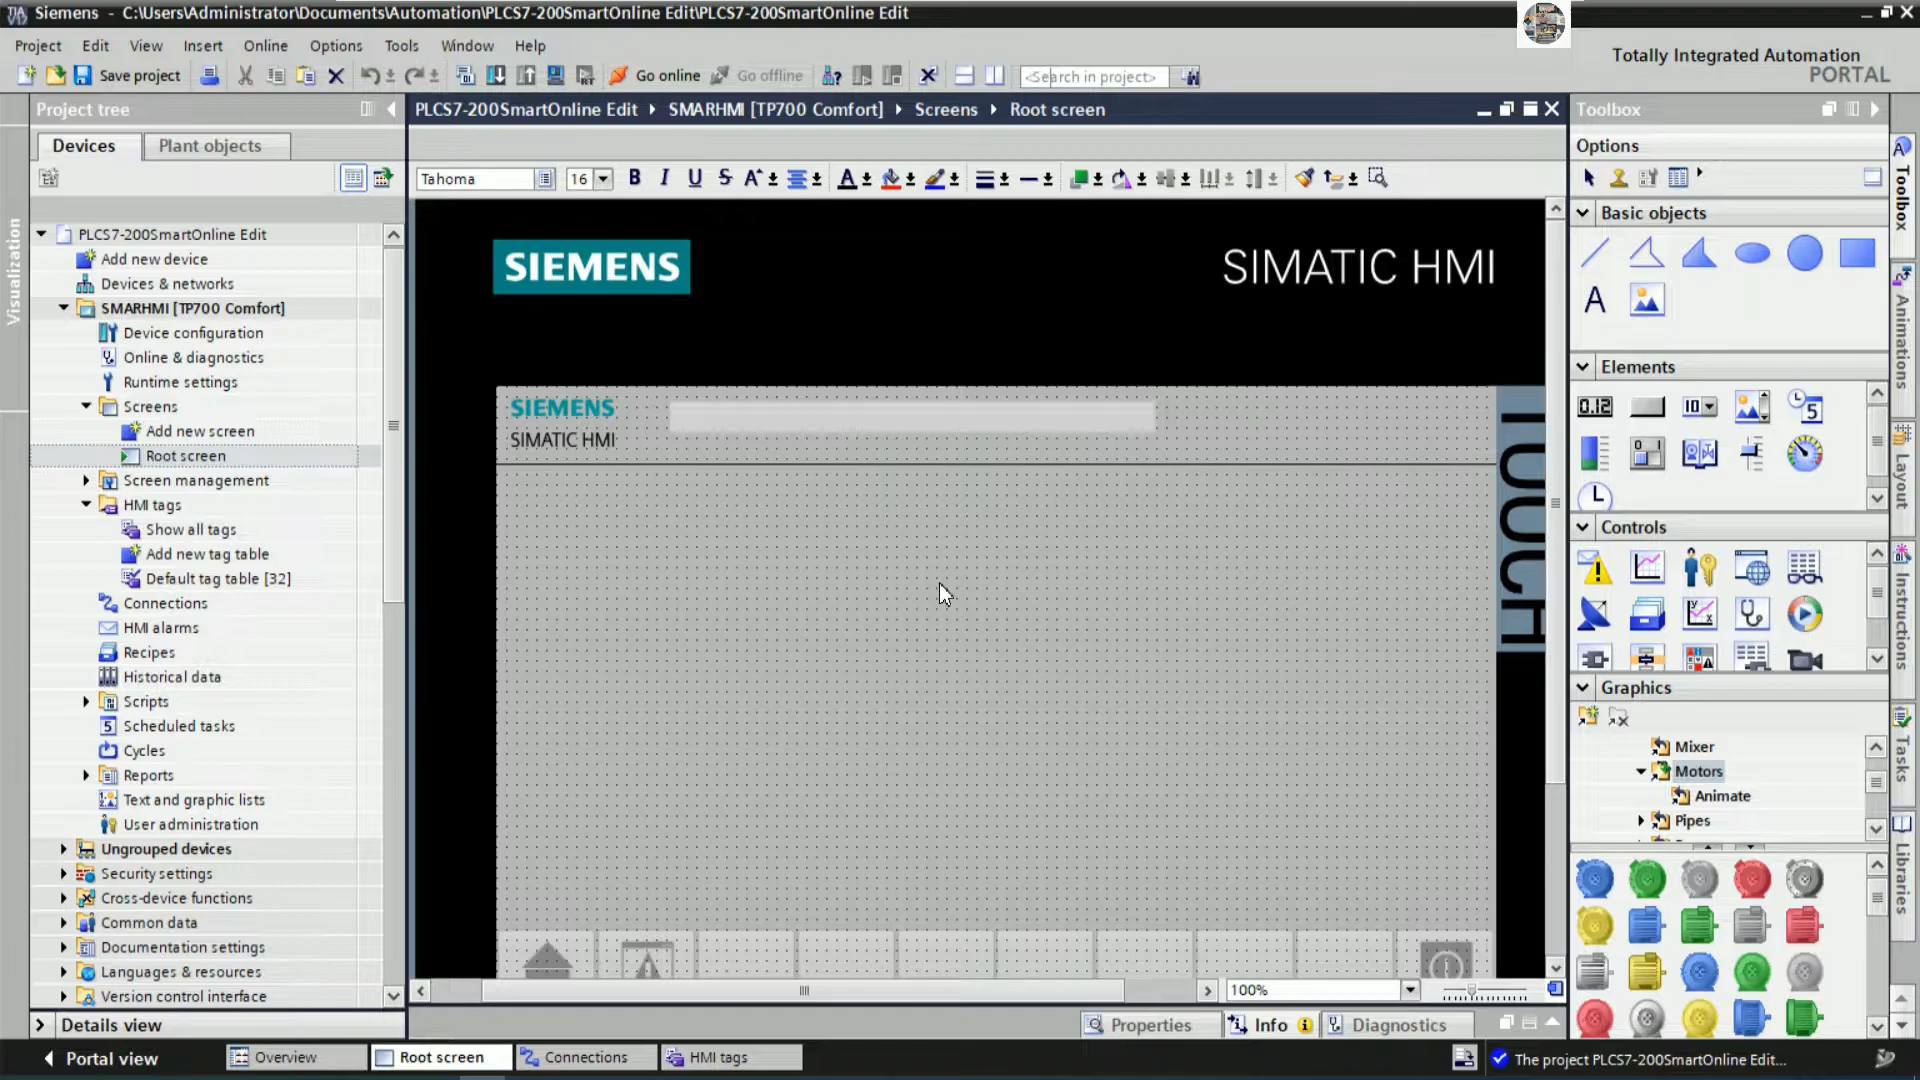 Siemens - C:\Users\Administrator\Documents\Automation\PLCS7-200SmartOnline Edit\PLCS7-200SmartOnline Edit
Project Edit View Insert Online Options Tools Window Help
Totally Integrated Automation
PORTAL
Save project
Go online
Go offline
<Search in project>
Project tree
PLCS7-200SmartOnline Edit
SMARHMI [TP700 Comfort]
Screens
Root screen
Toolbox
Devices
Plant objects
Options
Tahoma
16
B I U S A
A
Visualization
PLCS7-200SmartOnline Edit
Add new device
Devices & networks
SMARHMI [TP700 Comfort]
Device configuration
Online & diagnostics
Runtime settings
Screens
Add new screen
Root screen
Screen management
HMI tags
Show all tags
Add new tag table
Default tag table [32]
Connections
HMI alarms
Recipes
Historical data
Scripts
Scheduled tasks
Cycles
Reports
Text and graphic lists
User administration
Ungrouped devices
Security settings
Cross-device functions
Common data
Documentation settings
Languages & resources
Version control interface
Details view
SIEMENS
SIMATIC HMI
SIEMENS
SIMATIC HMI
TOUCH
100%
Properties
Info
Diagnostics
Basic objects
A
Elements
0.12
10
5
Controls
Graphics
Mixer
Motors
Animate
Pipes
Toolbox
Animations
Layout
Instructions
Tasks
Libraries
Portal view
Overview
Root screen
Connections
HMI tags
The project PLCS7-200SmartOnline Edit...